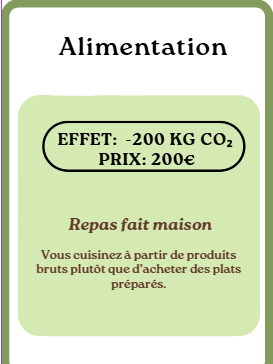 Alimentation
EFFET: -200 KG CO₂
PRIX: 200€
Repas fait maison
Vous cuisinez à partir de produits
bruts plutôt que d'acheter des plats
préparés.